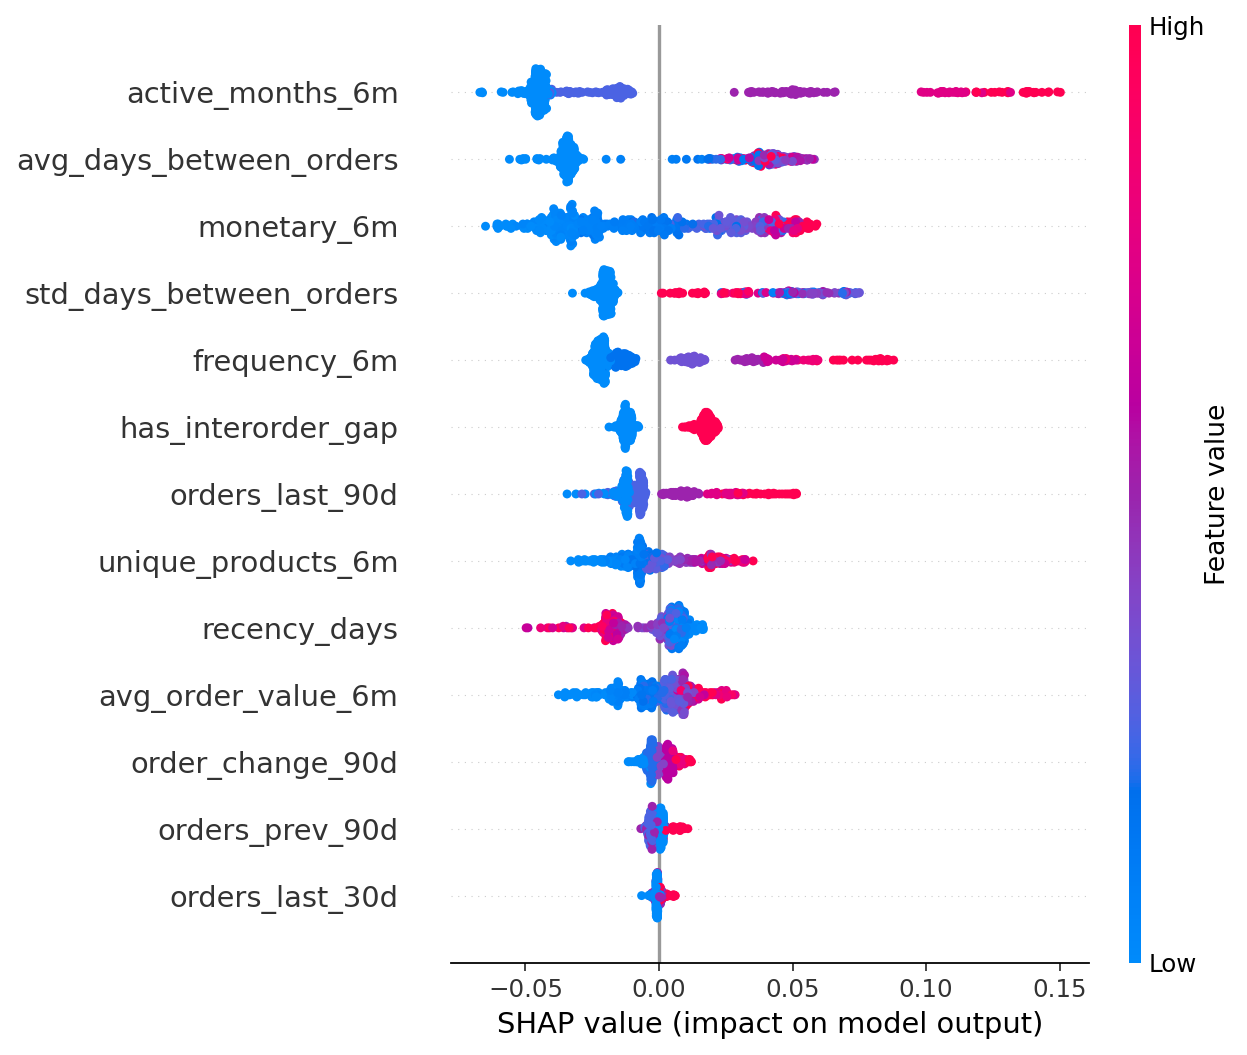 High
active_months_6m
avg_days_between_orders
monetary_6m
std_days_between_orders
frequency_6m
has_interorder_gap
orders_last_90d
unique_products_6m
recency_days
avg_order_value_6m
order_change_90d
orders_prev_90d
orders_last_30d
Feature value
Low
−0.05 0.00 0.05 0.10 0.15
SHAP value (impact on model output)